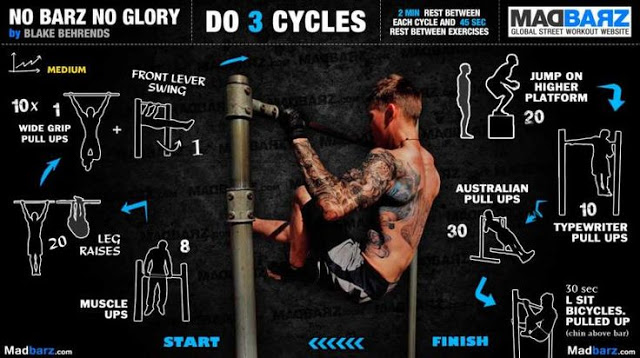 NO BARZ NO GLORY
by BLAKE BEHRENDS
DO 3 CYCLES
2 MIN REST BETWEEN
EACH CYCLE AND 45 SEC
REST BETWEEN EXERCISES
MADBARZ
GLOBAL STREET WORKOUT WEBSITE
MEDIUM
10x 1
WIDE GRIP
PULL UPS
+
FRONT LEVER
SWING
1
20
LEG
RAISES
8
MUSCLE
UPS
JUMP ON
HIGHER
PLATFORM
20
10
TYPEWRITER
PULL UPS
AUSTRALIAN
PULL UPS
30
30 sec
L SIT
BICYCLES.
PULLED UP
(chin above bar)
START
<<<<<<
FINISH
Madbarz.com
Madbarz.com